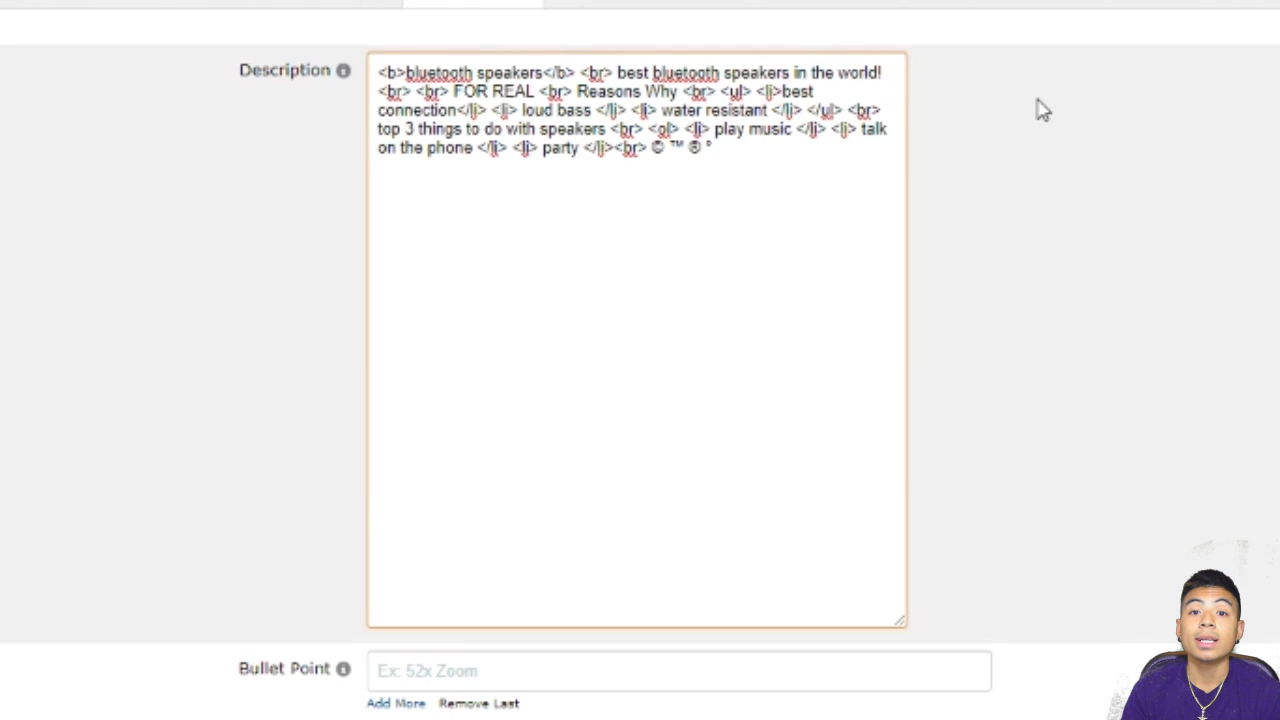 Description
<b>bluetooth speakers</b> <br> best bluetooth speakers in the world!
<br> <br> FOR REAL <br> Reasons Why <br> <ul> <li>best
connection</li> <li> loud bass </li> <li> water resistant </li> </ul> <br>
top 3 things to do with speakers <br> <ol> <li> play music </li> <li> talk
on the phone </li> <li> party </li><br> © ™ ® °
Bullet Point
Ex: 52x Zoom
Add More Remove Last